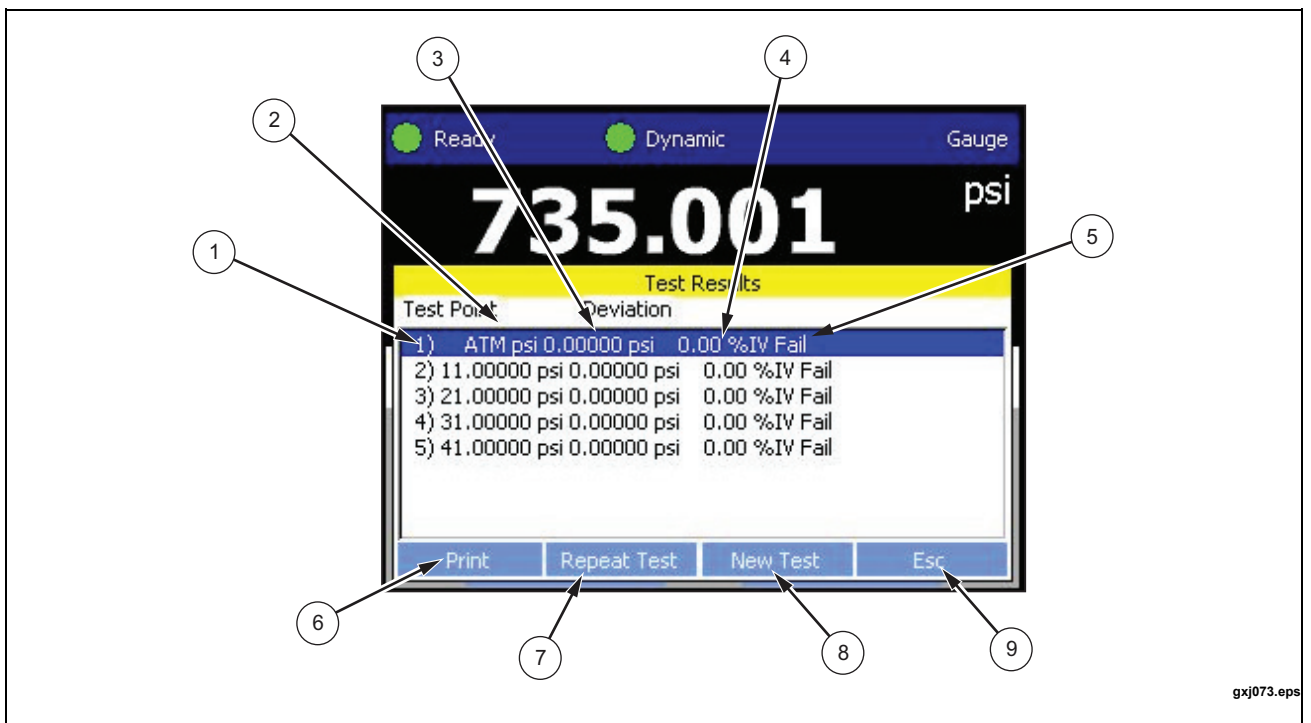 3
4
2
Ready Dynamic Gauge
735.001 psi
1
5
Test Results
Test Point Deviation
1) ATM psi 0.00000 psi 0.00 %IV Fail
2) 11.00000 psi 0.00000 psi 0.00 %IV Fail
3) 21.00000 psi 0.00000 psi 0.00 %IV Fail
4) 31.00000 psi 0.00000 psi 0.00 %IV Fail
5) 41.00000 psi 0.00000 psi 0.00 %IV Fail
Print Repeat Test New Test Esc
6
7
8
9
gxj073.eps